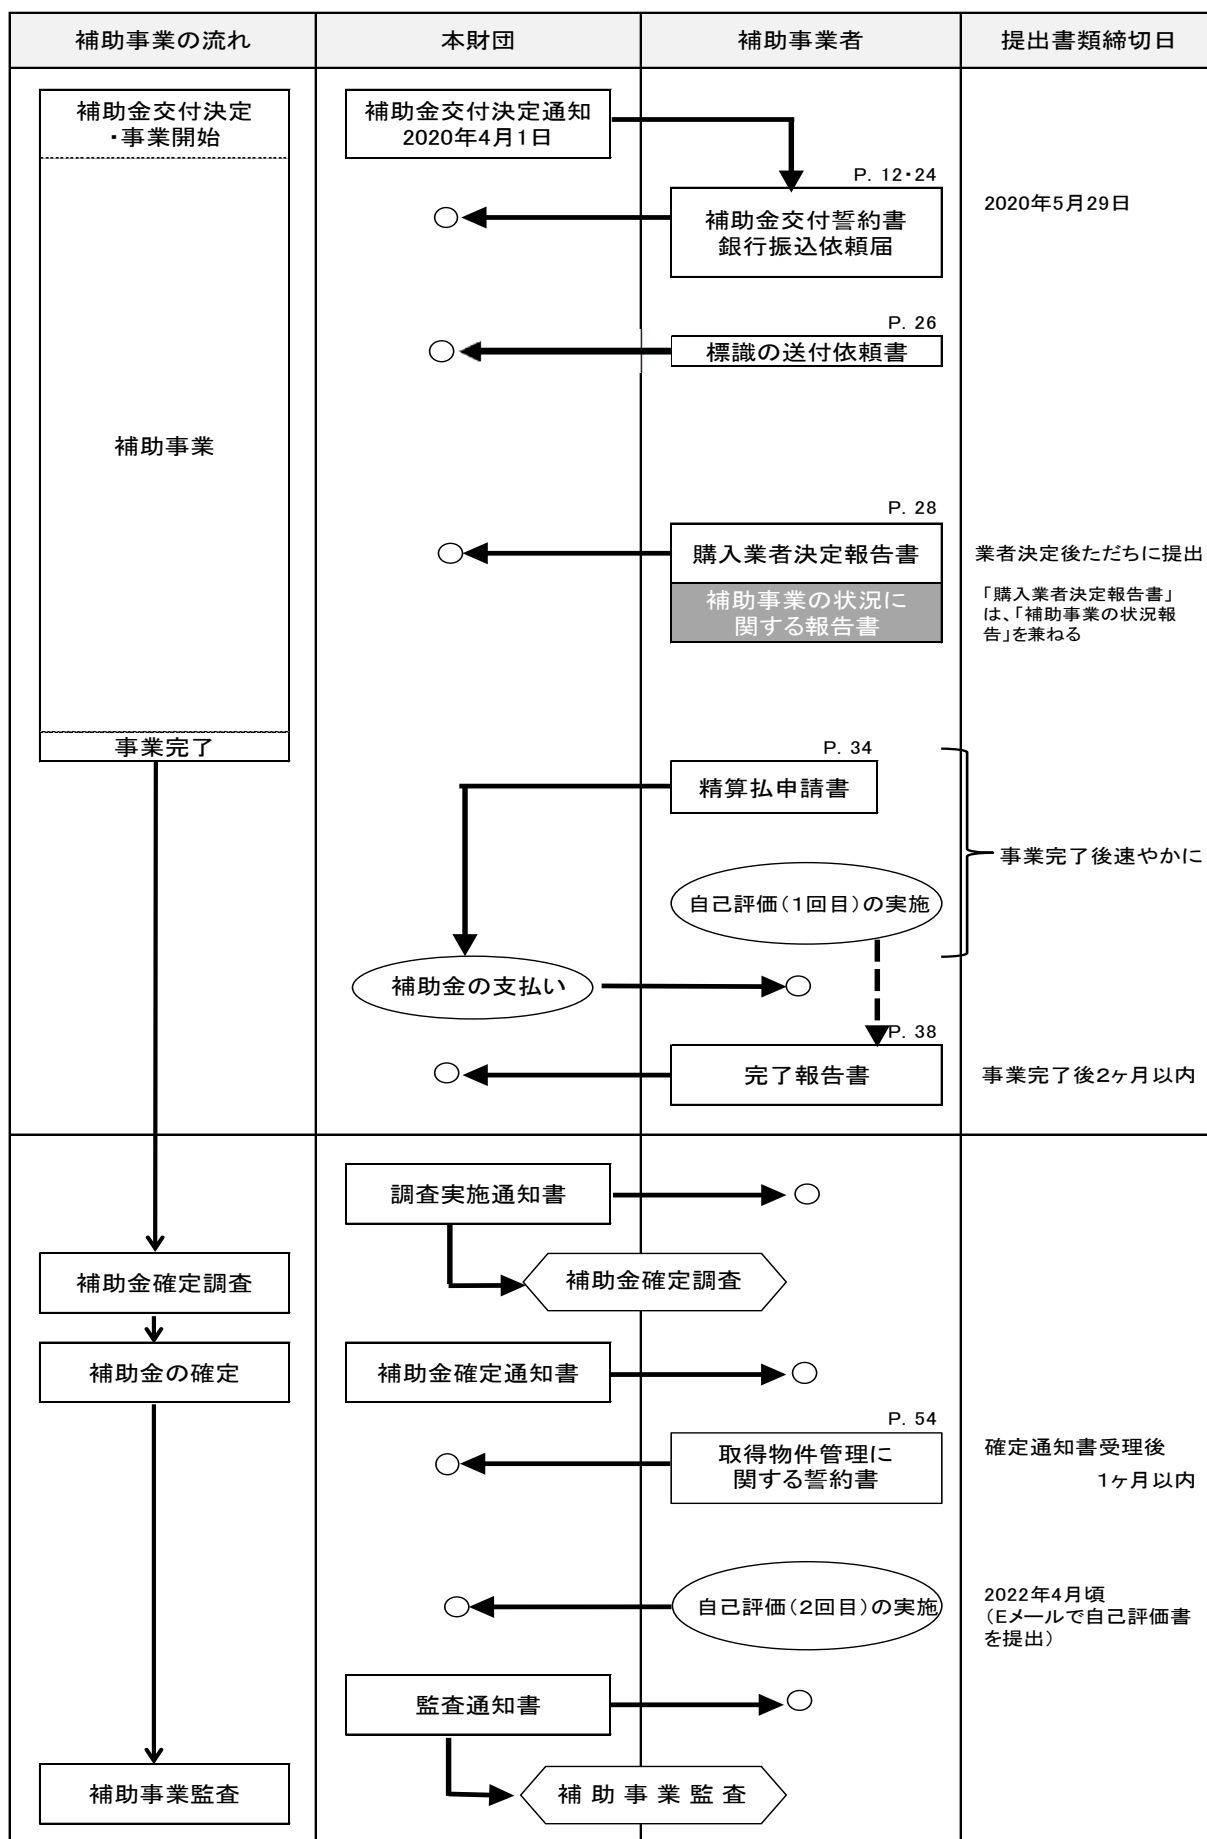 補助事業の流れ
本財団
補助事業者
提出書類締切日
補助金交付決定
・事業開始
補助金交付決定通知
2020年4月1日
P. 12・24
補助金交付誓約書
銀行振込依頼届
2020年5月29日
P. 26
標識の送付依頼書
補助事業
P. 28
購入業者決定報告書
業者決定後ただちに提出
補助事業の状況に
関する報告書
「購入業者決定報告書」
は、「補助事業の状況報
告」を兼ねる
事業完了
P. 34
精算払申請書
事業完了後速やかに
自己評価(1回目)の実施
補助金の支払い
P. 38
完了報告書
事業完了後2ヶ月以内
調査実施通知書
補助金確定調査
補助金確定調査
補助金の確定
補助金確定通知書
P. 54
取得物件管理に
関する誓約書
確定通知書受理後
1ヶ月以内
自己評価(2回目)の実施
2022年4月頃
(Eメールで自己評価書
を提出)
監査通知書
補助事業監査
補 助 事 業 監 査